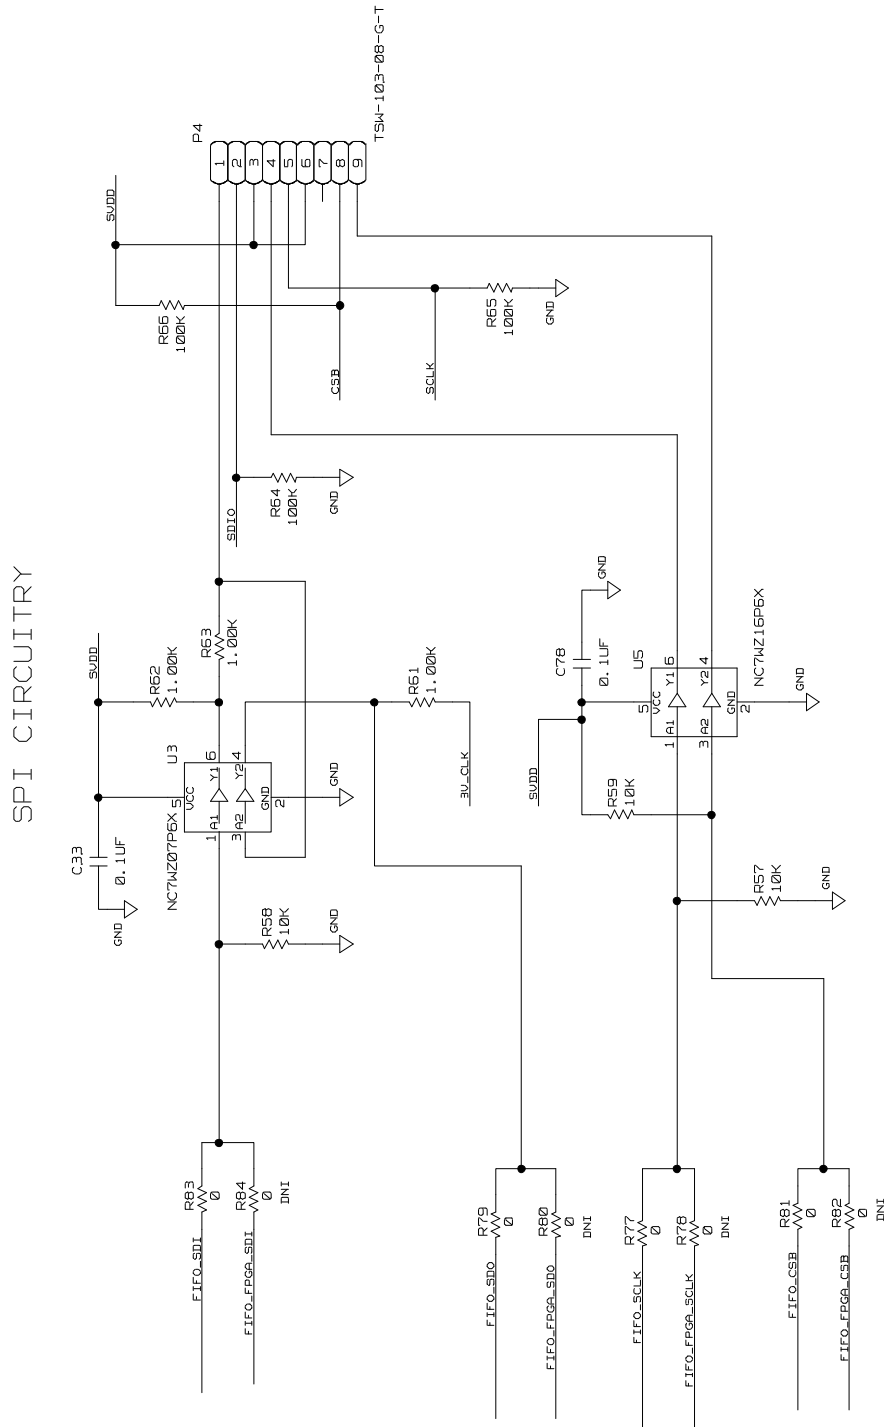 SPI CIRCUITRY
P4
TSW-103-08-G-T
1
2
3
4
5
6
7
8
9
SVDD
R66
100K
CSB
SCLK
R65
100K
GND
SDIO
R64
100K
GND
SVDD
R62
1.00K
R63
1.00K
R61
1.00K
3V_CLK
U3
NC7WZ07P6X
VCC
5
GND
2
1
A1
Y1
6
3
A2
Y2
4
GND
C33
0.1UF
GND
R58
10K
GND
R83
0
R84
0
DNI
FIFO_SDI
FIFO_FPGA_SDI
C78
0.1UF
GND
U5
NC7WZ16P6X
VCC
5
GND
2
1
A1
Y1
6
3
A2
Y2
4
GND
SVDD
R59
10K
R57
10K
GND
R79
0
R80
0
DNI
FIFO_SDO
FIFO_FPGA_SDO
R77
0
R78
0
DNI
FIFO_SCLK
FIFO_FPGA_SCLK
R81
0
R82
0
DNI
FIFO_CSB
FIFO_FPGA_CSB